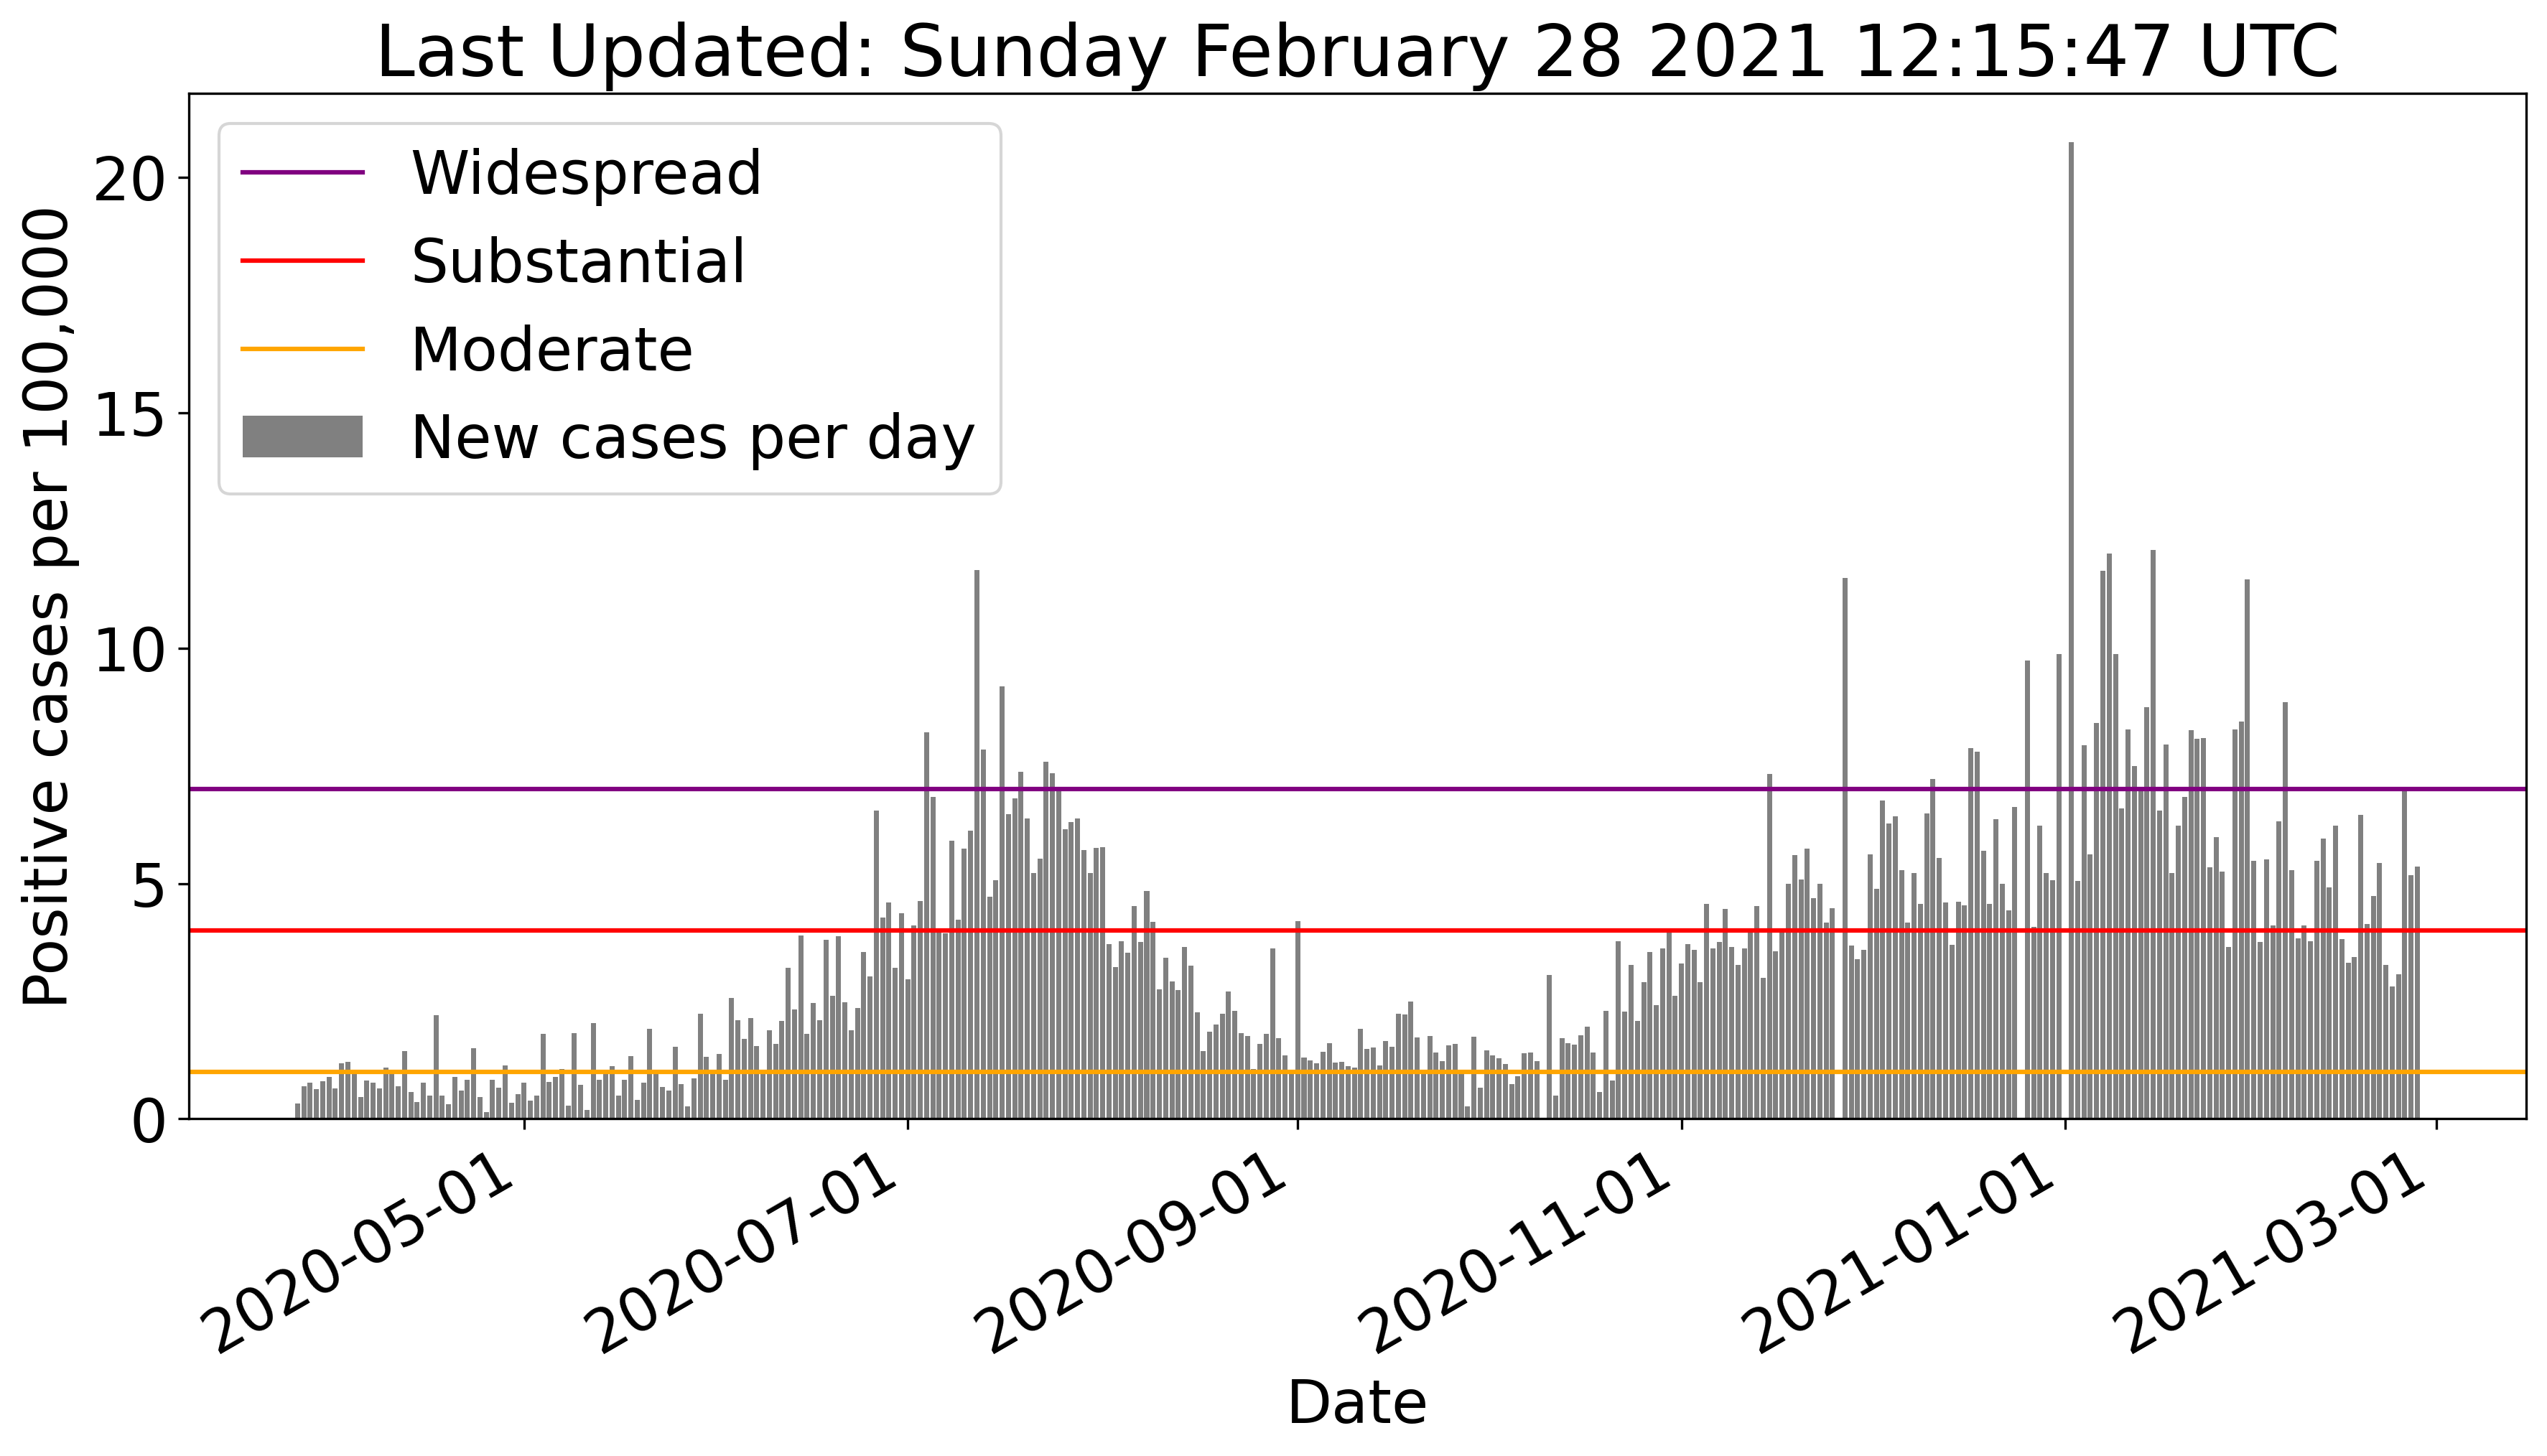 Last Updated: Sunday February 28 2021 12:15:47 UTC
Widespread
Substantial
Moderate
New cases per day
Positive cases per 100,000
20
15
10
5
0
2020-05-01
2020-07-01
2020-09-01
2020-11-01
2021-01-01
2021-03-01
Date